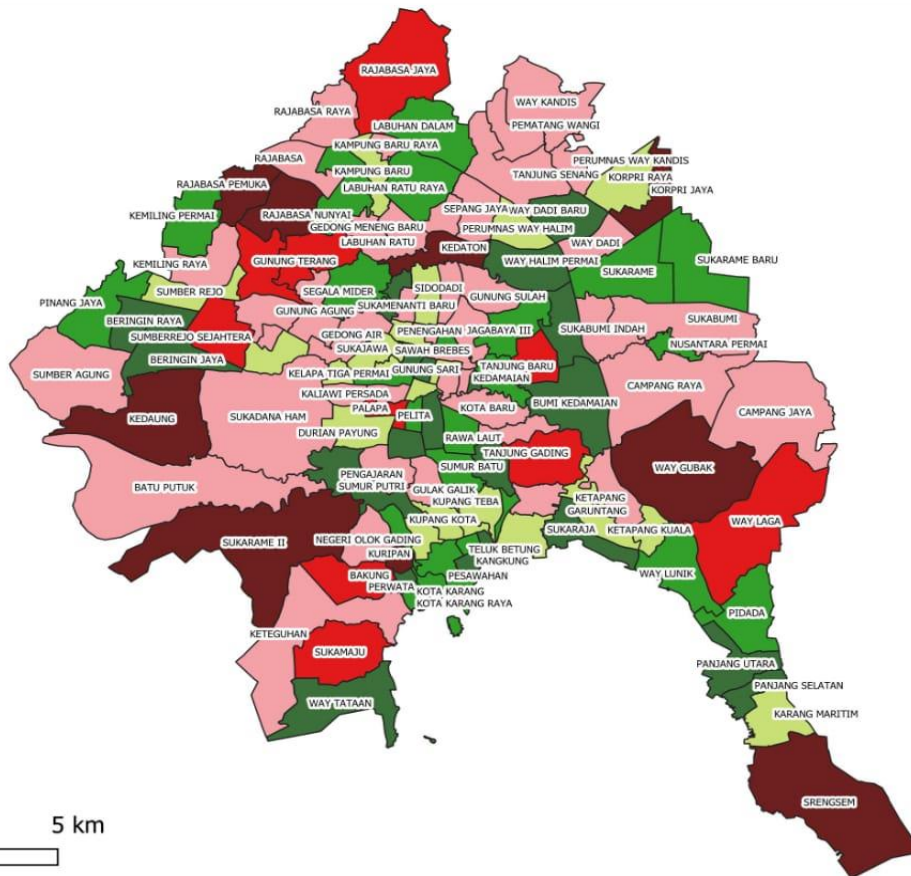 RAJABASA JAYA
WAY KANDIS
RAJABASA RAYA
PEMATANG WANGI
LABUHAN DALAM
KAMPUNG BARU RAYA
RAJABASA
PERUMNAS WAY KANDIS
KAMPUNG BARU
TANJUNG SENANG
KORPRI RAYA
RAJABASA PEMUKA
LABUHAN RATU RAYA
KORPRI JAYA
KEMILING PERMAI
RAJABASA NUNYAI
SEPANG JAYA
WAY DADI BARU
GEDONG MENENG BARU
PERUMNAS WAY HALIM
LABUHAN RATU
KEDATON
WAY DADI
GUNUNG TERANG
WAY HALIM PERMAI
SUKARAME BARU
KEMILING RAYA
SUKARAME
SEGALA MIDER
SIDODADI
GUNUNG SULAH
SUMBER REJO
PINANG JAYA
SUKAMENANTI BARU
GUNUNG AGUNG
BERINGIN RAYA
SUKABUMI
SUMBERREJO SEJAHTERA
GEDONG AIR
PENENGAHAN
JAGABAYA III
SUKABUMI INDAH
NUSANTARA PERMAI
SUKAJAWA
SAWAH BREBES
BERINGIN JAYA
TANJUNG BARU
SUMBER AGUNG
KELAPA TIGA PERMAI
GUNUNG SARI
KEDAMAIAN
CAMPANG RAYA
KEDAUNG
KALIAWI PERSADA
BUMI KEDAMAIAN
PALAPA
KOTA BARU
CAMPANG JAYA
SUKADANA HAM
PELITA
DURIAN PAYUNG
RAWA LAUT
TANJUNG GADING
SUMUR BATU
WAY GUBAK
PENGAJARAN
SUMUR PUTRI
BATU PUTUK
GULAK GALIK
KETAPANG
KUPANG TEBA
GARUNTANG
KUPANG KOTA
SUKARAJA
KETAPANG KUALA
WAY LAGA
SUKARAME II
NEGERI OLOK GADING
TELUK BETUNG
KURIPAN
KANGKUNG
BAKUNG
PESAWAHAN
WAY LUNIK
PERWATA
KOTA KARANG
KOTA KARANG RAYA
PIDADA
KETEGUHAN
SUKAMAJU
PANJANG UTARA
PANJANG SELATAN
WAY TATAAN
KARANG MARITIM
SRENGSEM
5 km